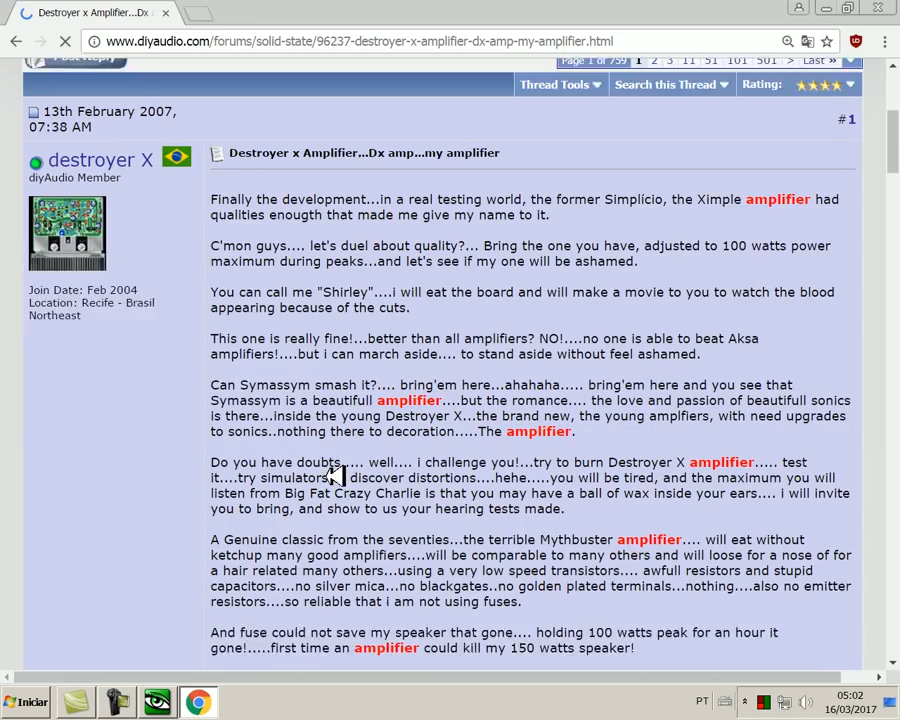 Destroyer x Amplifier...Dx
www.diyaudio.com/forums/solid-state/96237-destroyer-x-amplifier-dx-amp-my-amplifier.html
Post Reply
Page 1 of 759 1 2 3 11 51 101 501 > Last »
Thread Tools Search this Thread Rating:
13th February 2007,
07:38 AM
#1
destroyer X
diyAudio Member
Join Date: Feb 2004
Location: Recife - Brasil
Northeast
Destroyer x Amplifier...Dx amp...my amplifier
Finally the development...in a real testing world, the former Simplício, the Ximple amplifier had
qualities enougth that made me give my name to it.
C'mon guys.... let's duel about quality?... Bring the one you have, adjusted to 100 watts power
maximum during peaks...and let's see if my one will be ashamed.
You can call me "Shirley"....i will eat the board and will make a movie to you to watch the blood
appearing because of the cuts.
This one is really fine!...better than all amplifiers? NO!....no one is able to beat Aksa
amplifiers!....but i can march aside.... to stand aside without feel ashamed.
Can Symassym smash it?.... bring'em here...ahahaha..... bring'em here and you see that
Symassym is a beautifull amplifier....but the romance.... the love and passion of beautifull sonics
is there...inside the young Destroyer X...the brand new, the young amplfiers, with need upgrades
to sonics..nothing there to decoration.....The amplifier.
Do you have doubts..... well.... i challenge you!...try to burn Destroyer X amplifier..... test
it....try simulators discover distortions....hehe.....you will be tired, and the maximum you will
listen from Big Fat Crazy Charlie is that you may have a ball of wax inside your ears.... i will invite
you to bring, and show to us your hearing tests made.
A Genuine classic from the seventies...the terrible Mythbuster amplifier.... will eat without
ketchup many good amplifiers....will be comparable to many others and will loose for a nose of for
a hair related many others...using a very low speed transistors.... awfull resistors and stupid
capacitors....no silver mica...no blackgates..no golden plated terminals...nothing....also no emitter
resistors....so reliable that i am not using fuses.
And fuse could not save my speaker that gone.... holding 100 watts peak for an hour it
gone!.....first time an amplifier could kill my 150 watts speaker!
Iniciar
PT
05:02
16/03/2017